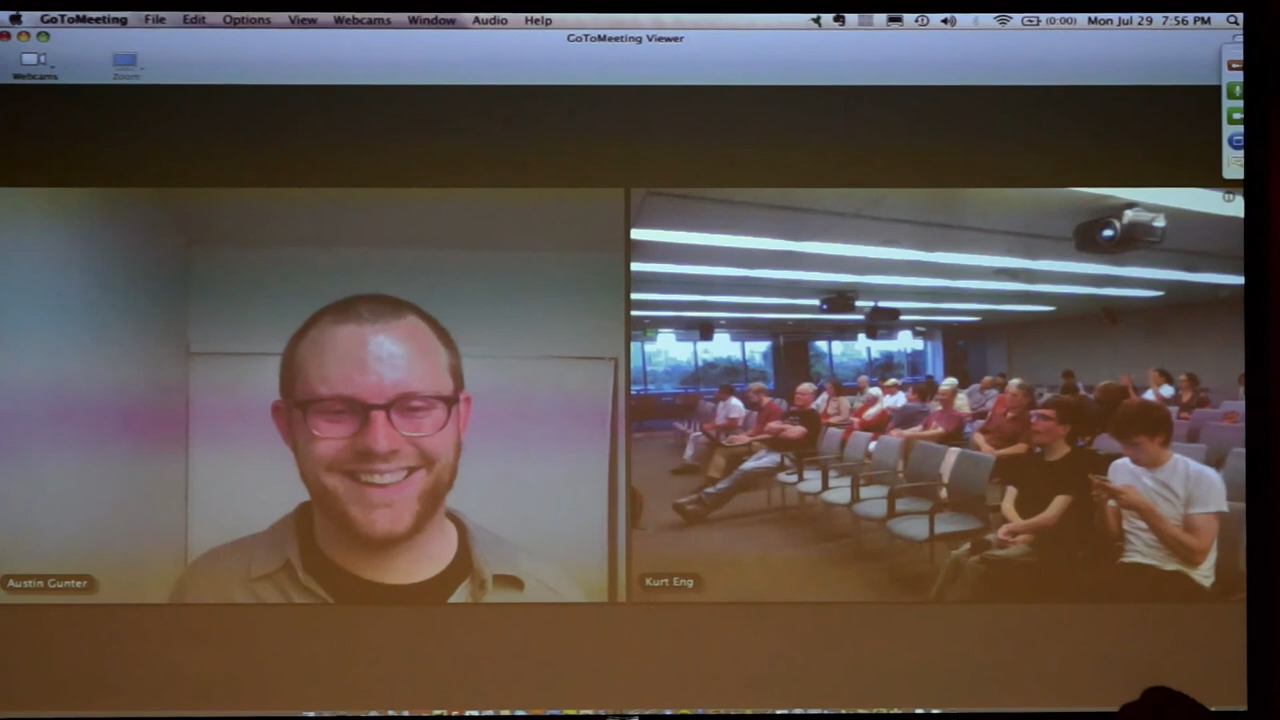 GoToMeeting File Edit Options View Webcams Window Audio Help (0:00) Mon Jul 29 7:56 PM
GoToMeeting Viewer
Webcams Zoom
Austin Gunter
Kurt Eng